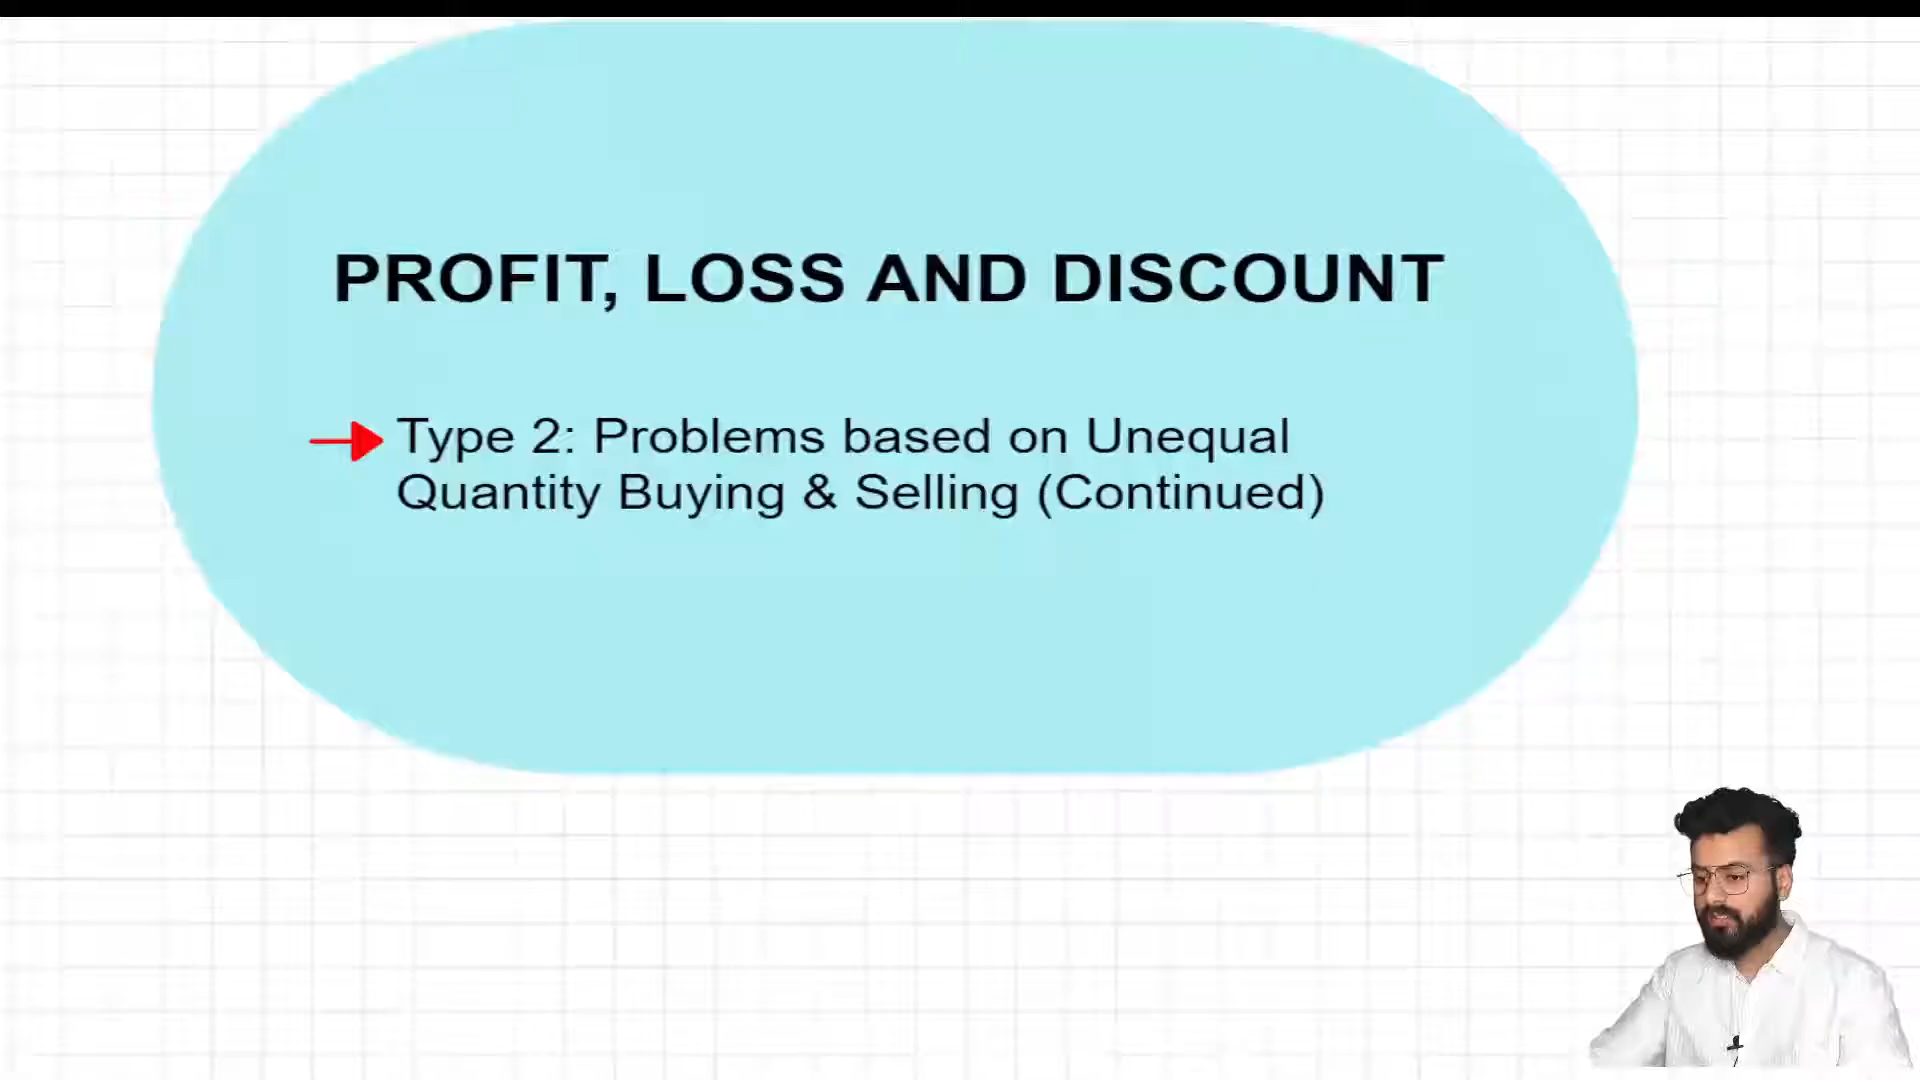 PROFIT, LOSS AND DISCOUNT
Type 2: Problems based on Unequal
Quantity Buying & Selling (Continued)